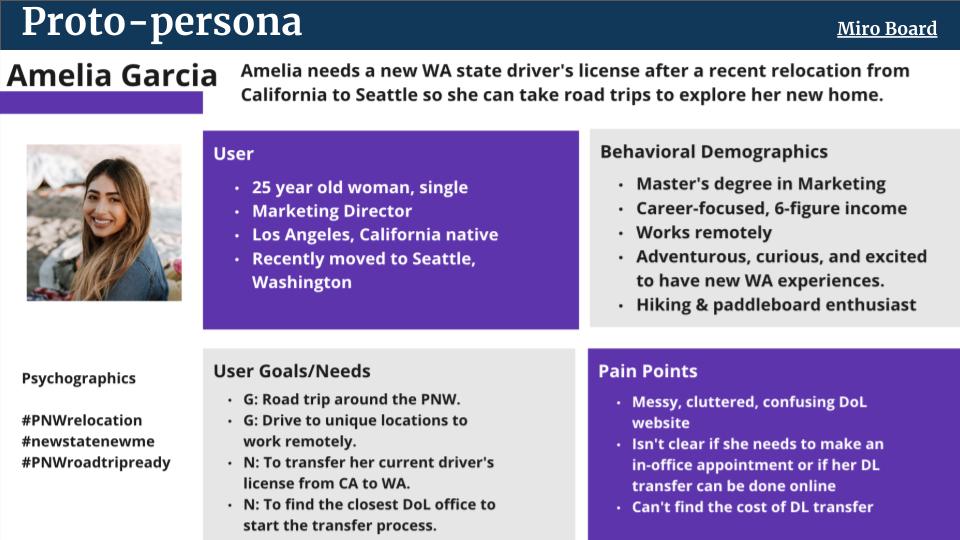 Proto-persona
Miro Board
Amelia Garcia
Amelia needs a new WA state driver's license after a recent relocation from
California to Seattle so she can take road trips to explore her new home.
User
• 25 year old woman, single
• Marketing Director
• Los Angeles, California native
• Recently moved to Seattle,
Washington
Behavioral Demographics
• Master's degree in Marketing
• Career-focused, 6-figure income
• Works remotely
• Adventurous, curious, and excited
to have new WA experiences.
• Hiking & paddleboard enthusiast
Psychographics
#PNWrelocation
#newstatenewme
#PNWroadtripready
User Goals/Needs
• G: Road trip around the PNW.
• G: Drive to unique locations to
work remotely.
• N: To transfer her current driver's
license from CA to WA.
• N: To find the closest DoL office to
start the transfer process.
Pain Points
• Messy, cluttered, confusing DoL
website
• Isn't clear if she needs to make an
in-office appointment or if her DL
transfer can be done online
• Can't find the cost of DL transfer